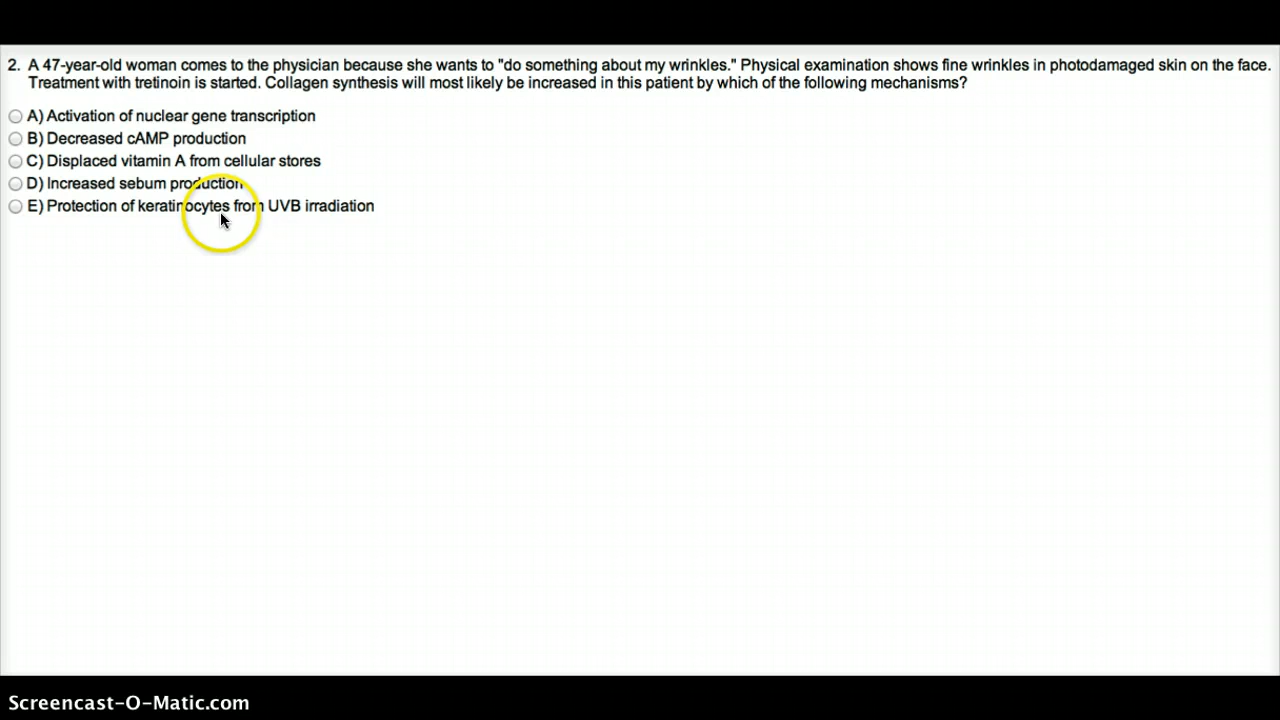 2. A 47-year-old woman comes to the physician because she wants to "do something about my wrinkles." Physical examination shows fine wrinkles in photodamaged skin on the face.
Treatment with tretinoin is started. Collagen synthesis will most likely be increased in this patient by which of the following mechanisms?
A) Activation of nuclear gene transcription
B) Decreased cAMP production
C) Displaced vitamin A from cellular stores
D) Increased sebum production
E) Protection of keratinocytes from UVB irradiation
Screencast-O-Matic.com